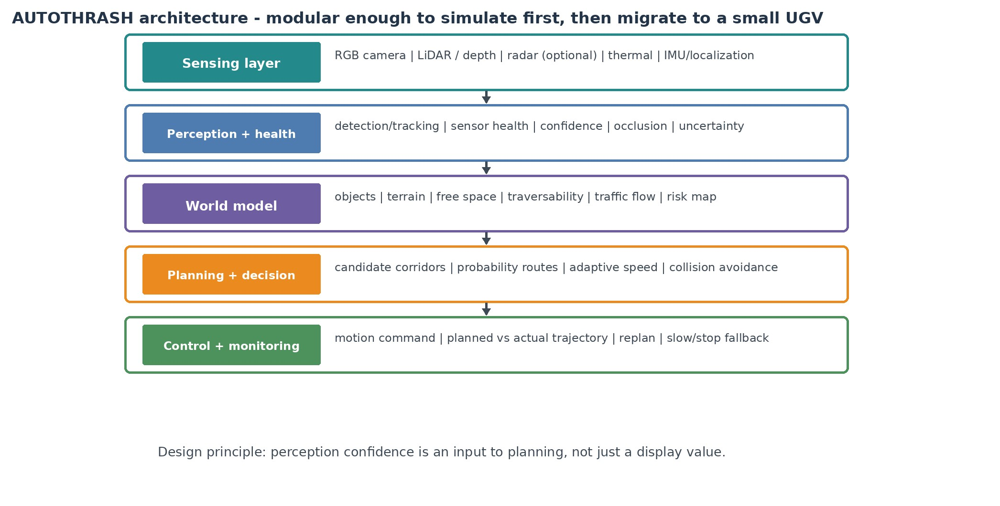 AUTOTHRASH architecture - modular enough to simulate first, then migrate to a small UGV
Sensing layer
RGB camera | LiDAR / depth | radar (optional) | thermal | IMU/localization
Perception + health
detection/tracking | sensor health | confidence | occlusion | uncertainty
World model
objects | terrain | free space | traversability | traffic flow | risk map
Planning + decision
candidate corridors | probability routes | adaptive speed | collision avoidance
Control + monitoring
motion command | planned vs actual trajectory | replan | slow/stop fallback
Design principle: perception confidence is an input to planning, not just a display value.